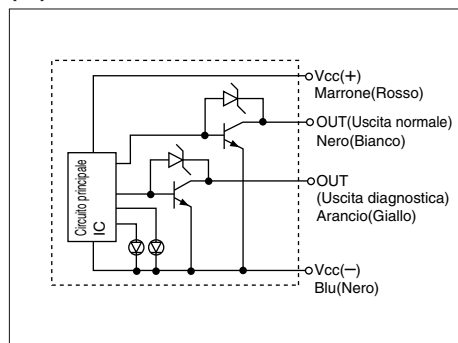 Vcc(+)
Marrone(Rosso)
OUT(Uscita normale)
Nero(Bianco)
OUT
(Uscita diagnostica)
Arancio(Giallo)
Circuito principale
IC
Vcc(−)
Blu(Nero)